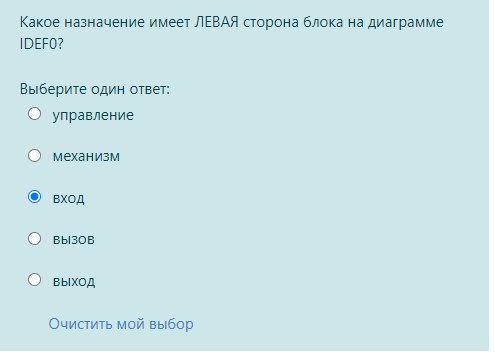 Какое назначение имеет ЛЕВАЯ сторона блока на диаграмме
IDEF0?
Выберите один ответ:
управление
механизм
вход
вызов
выход
Очистить мой выбор